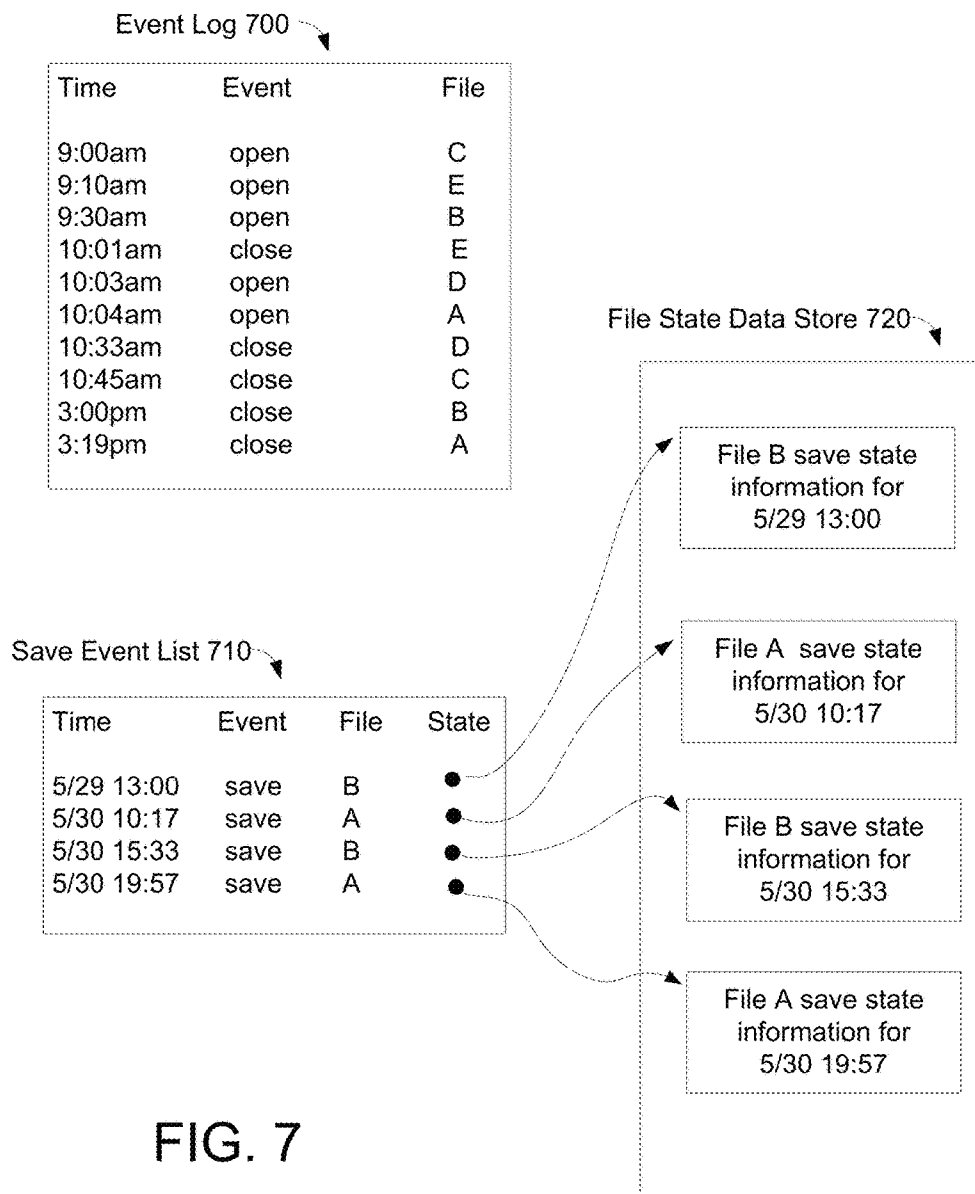 Event Log 700
Time Event File
9:00am open C
9:10am open E
9:30am open B
10:01am close E
10:03am open D
10:04am open A
10:33am close D
10:45am close C
3:00pm close B
3:19pm close A
File State Data Store 720
File B save state
information for
5/29 13:00
File A save state
information for
5/30 10:17
File B save state
information for
5/30 15:33
File A save state
information for
5/30 19:57
Save Event List 710
Time Event File State
5/29 13:00 save B
5/30 10:17 save A
5/30 15:33 save B
5/30 19:57 save A
FIG. 7